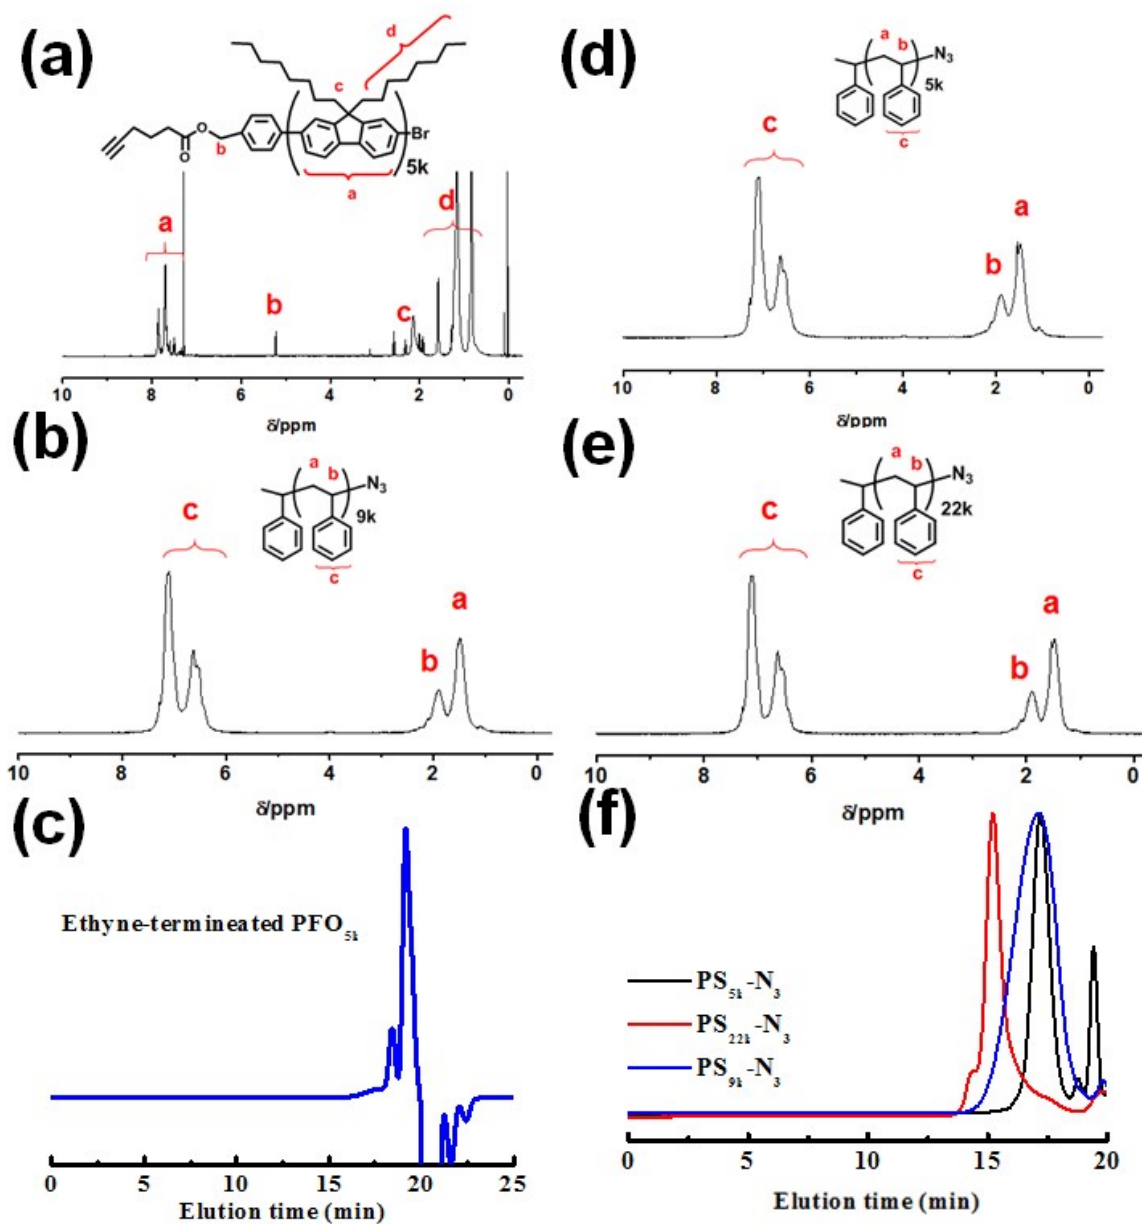 (a)
d
c
O
O
b
Br
5k
a
a
b
c
d
10 8 6 4 2 0
δ/ppm
(d)
a
b
N3
5k
c
c
b
a
10 8 6 4 2 0
δ/ppm
(b)
a
b
N3
9k
c
c
b
a
10 8 6 4 2 0
δ/ppm
(e)
a
b
N3
22k
c
c
b
a
10 8 6 4 2 0
δ/ppm
(c)
Ethyne-termineated PFO5k
0 5 10 15 20 25
Elution time (min)
(f)
PS5k-N3
PS22k-N3
PS9k-N3
0 5 10 15 20
Elution time (min)